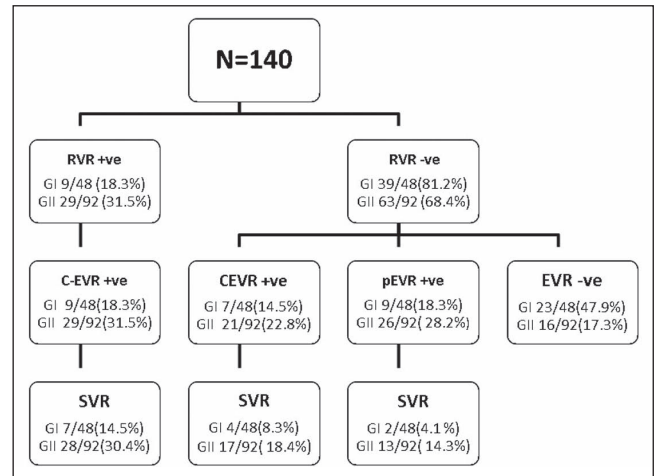 N=140
RVR +ve
GI 9/48 (18.3%)
GII 29/92 (31.5%)
RVR -ve
GI 39/48(81.2%)
GII 63/92 (68.4%)
C-EVR +ve
GI 9/48(18.3%)
GII 29/92(31.5%)
CEVR +ve
GI 7/48(14.5%)
GII 21/92(22.8%)
pEVR +ve
GI 9/48(18.3%)
GII 26/92( 28.2%)
EVR -ve
GI 23/48(47.9%)
GII 16/92(17.3%)
SVR
GI 7/48(14.5%)
GII 28/92(30.4%)
SVR
GI 4/48(8.3%)
GII 17/92( 18.4%)
SVR
GI 2/48(4.1%)
GII 13/92( 14.3%)